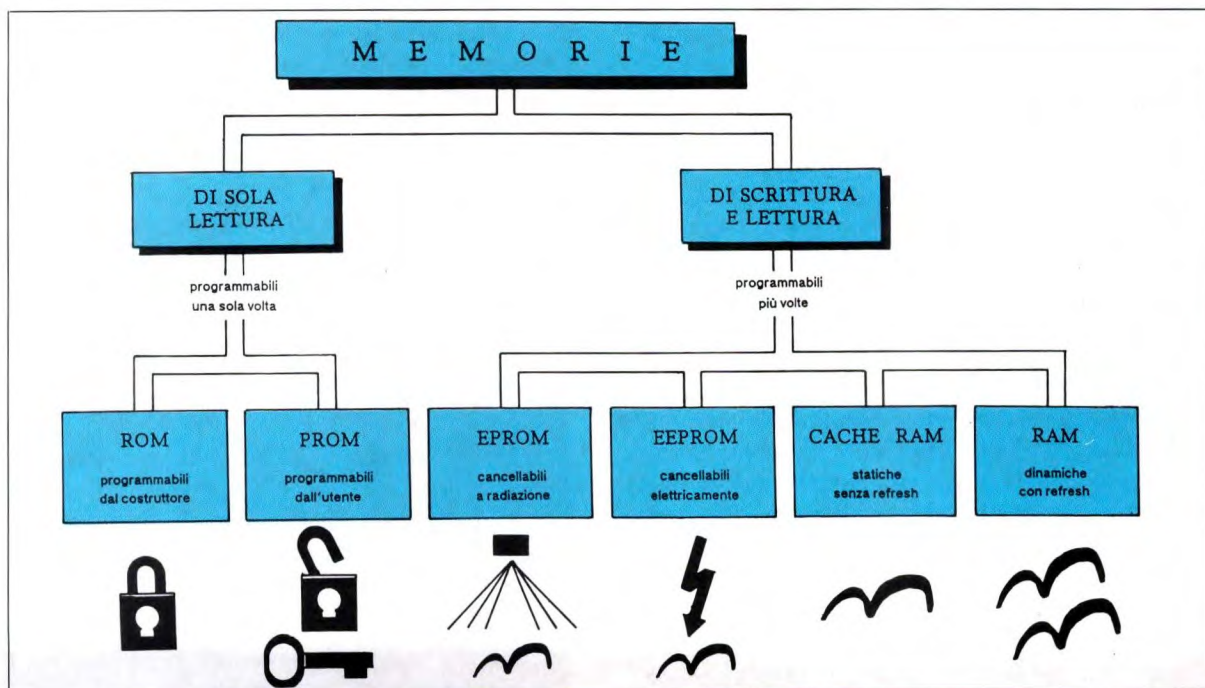 MEMORIE
DI SOLA
LETTURA
DI SCRITTURA
E LETTURA
programmabili
una sola volta
programmabili
più volte
ROM
programmabili
dal costruttore
PROM
programmabili
dall'utente
EPROM
cancellabili
a radiazione
EEPROM
cancellabili
elettricamente
CACHE RAM
statiche
senza refresh
RAM
dinamiche
con refresh